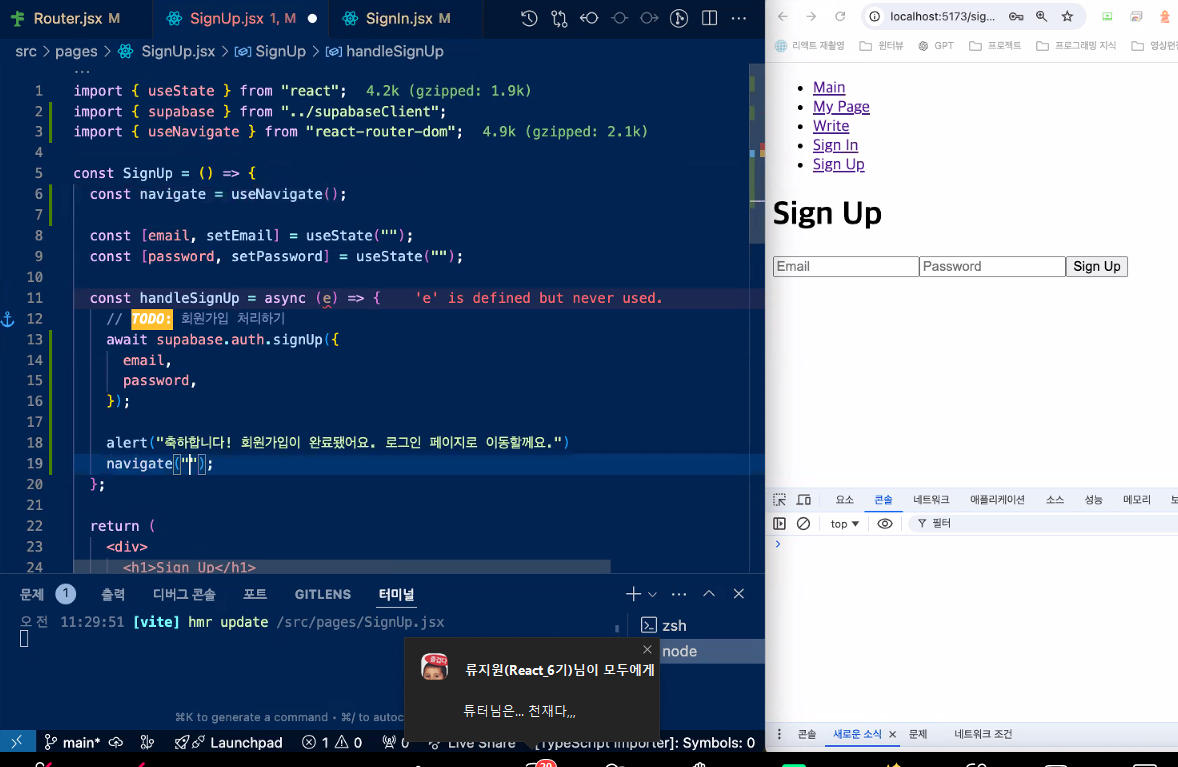 Router.jsx M
SignUp.jsx 1, M
SignIn.jsx M
src > pages > SignUp.jsx > SignUp > handleSignUp
...
1 import { useState } from "react"; 4.2k (gzipped: 1.9k)
2 import { supabase } from "../supabaseClient";
3 import { useNavigate } from "react-router-dom"; 4.9k (gzipped: 2.1k)
4
5 const SignUp = () => {
6 const navigate = useNavigate();
7
8 const [email, setEmail] = useState("");
9 const [password, setPassword] = useState("");
10
11 const handleSignUp = async (e) => { 'e' is defined but never used.
12 // TODO: 회원가입 처리하기
13 await supabase.auth.signUp({
14 email,
15 password,
16 });
17
18 alert("축하합니다! 회원가입이 완료됐어요. 로그인 페이지로 이동할께요.")
19 navigate("");
20 };
21
22 return (
23 <div>
24 <h1>Sign Up</h1>
문제 1 출력 디버그 콘솔 포트 GITLENS 터미널
오전 11:29:51 [vite] hmr update /src/pages/SignUp.jsx
zsh
node
⌘K to generate a command • ⌘/ to autoc
main* Launchpad 1 0 0 Live Share [TypeScript Importer]: Symbols: 0
류지원(React_6기)님이 모두에게
튜터님은... 천재다,,,
20
localhost:5173/sig...
리액트 재촬영 윈터뷰 GPT 프로젝트 프로그래밍 지식 영상편
Main
My Page
Write
Sign In
Sign Up
Sign Up
Email Password Sign Up
요소 콘솔 네트워크 애플리케이션 소스 성능 메모리
top ▼ 필터
콘솔 새로운 소식 문제 네트워크 조건